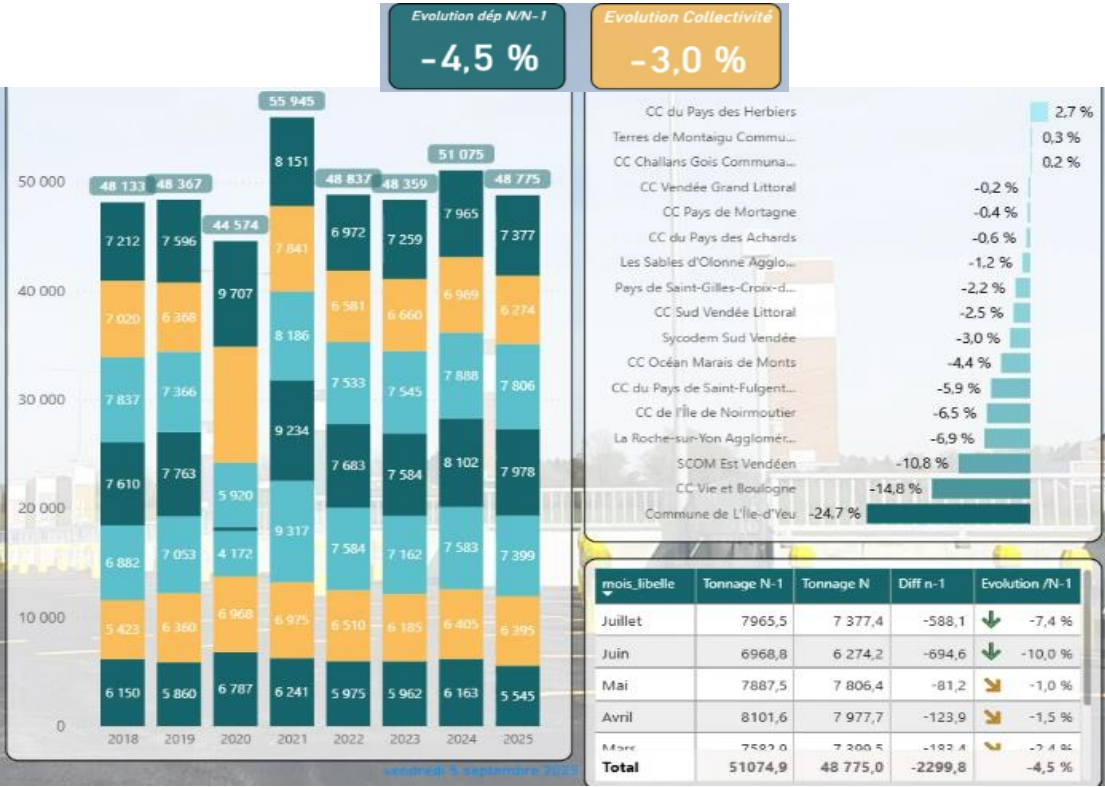 Evolution dép N/N-1
-4,5 %
Evolution Collectivité
-3,0 %
55 945
51 075
48 133
48 367
48 837
48 359
48 775
44 574
50 000
40 000
30 000
20 000
10 000
0
7 212
7 020
7 837
7 610
6 882
5 423
6 150
7 596
6 368
7 366
7 763
7 053
6 360
5 860
9 707
5 920
4 172
6 968
6 787
8 151
7 841
8 186
9 234
9 317
6 975
6 241
6 972
6 581
7 533
7 683
7 584
6 510
5 975
7 259
6 660
7 545
7 584
7 162
6 185
5 962
7 965
6 969
7 888
8 102
7 583
6 405
6 163
7 377
6 274
7 806
7 978
7 399
6 395
5 545
2018 2019 2020 2021 2022 2023 2024 2025
vendredi 5 septembre 2025
CC du Pays des Herbiers 2,7 %
Terres de Montaigu Commu... 0,3 %
CC Challans Gois Communa... 0,2 %
CC Vendée Grand Littoral -0,2 %
CC Pays de Mortagne -0,4 %
CC du Pays des Achards -0,6 %
Les Sables d'Olonne Agglo... -1,2 %
Pays de Saint-Gilles-Croix-d... -2,2 %
CC Sud Vendée Littoral -2,5 %
Sycodem Sud Vendée -3,0 %
CC Océan Marais de Monts -4,4 %
CC du Pays de Saint-Fulgent... -5,9 %
CC de l'Île de Noirmoutier -6,5 %
La Roche-sur-Yon Agglomér... -6,9 %
SCOM Est Vendéen -10,8 %
CC Vie et Boulogne -14,8 %
Commune de L'Île-d'Yeu -24,7 %
mois_libelle Tonnage N-1 Tonnage N Diff n-1 Evolution /N-1
Juillet 7965,5 7 377,4 -588,1 -7,4 %
Juin 6968,8 6 274,2 -694,6 -10,0 %
Mai 7887,5 7 806,4 -81,2 -1,0 %
Avril 8101,6 7 977,7 -123,9 -1,5 %
Mars 7582,9 7 399,5 -183,4 -2,4 %
Total 51074,9 48 775,0 -2299,8 -4,5 %